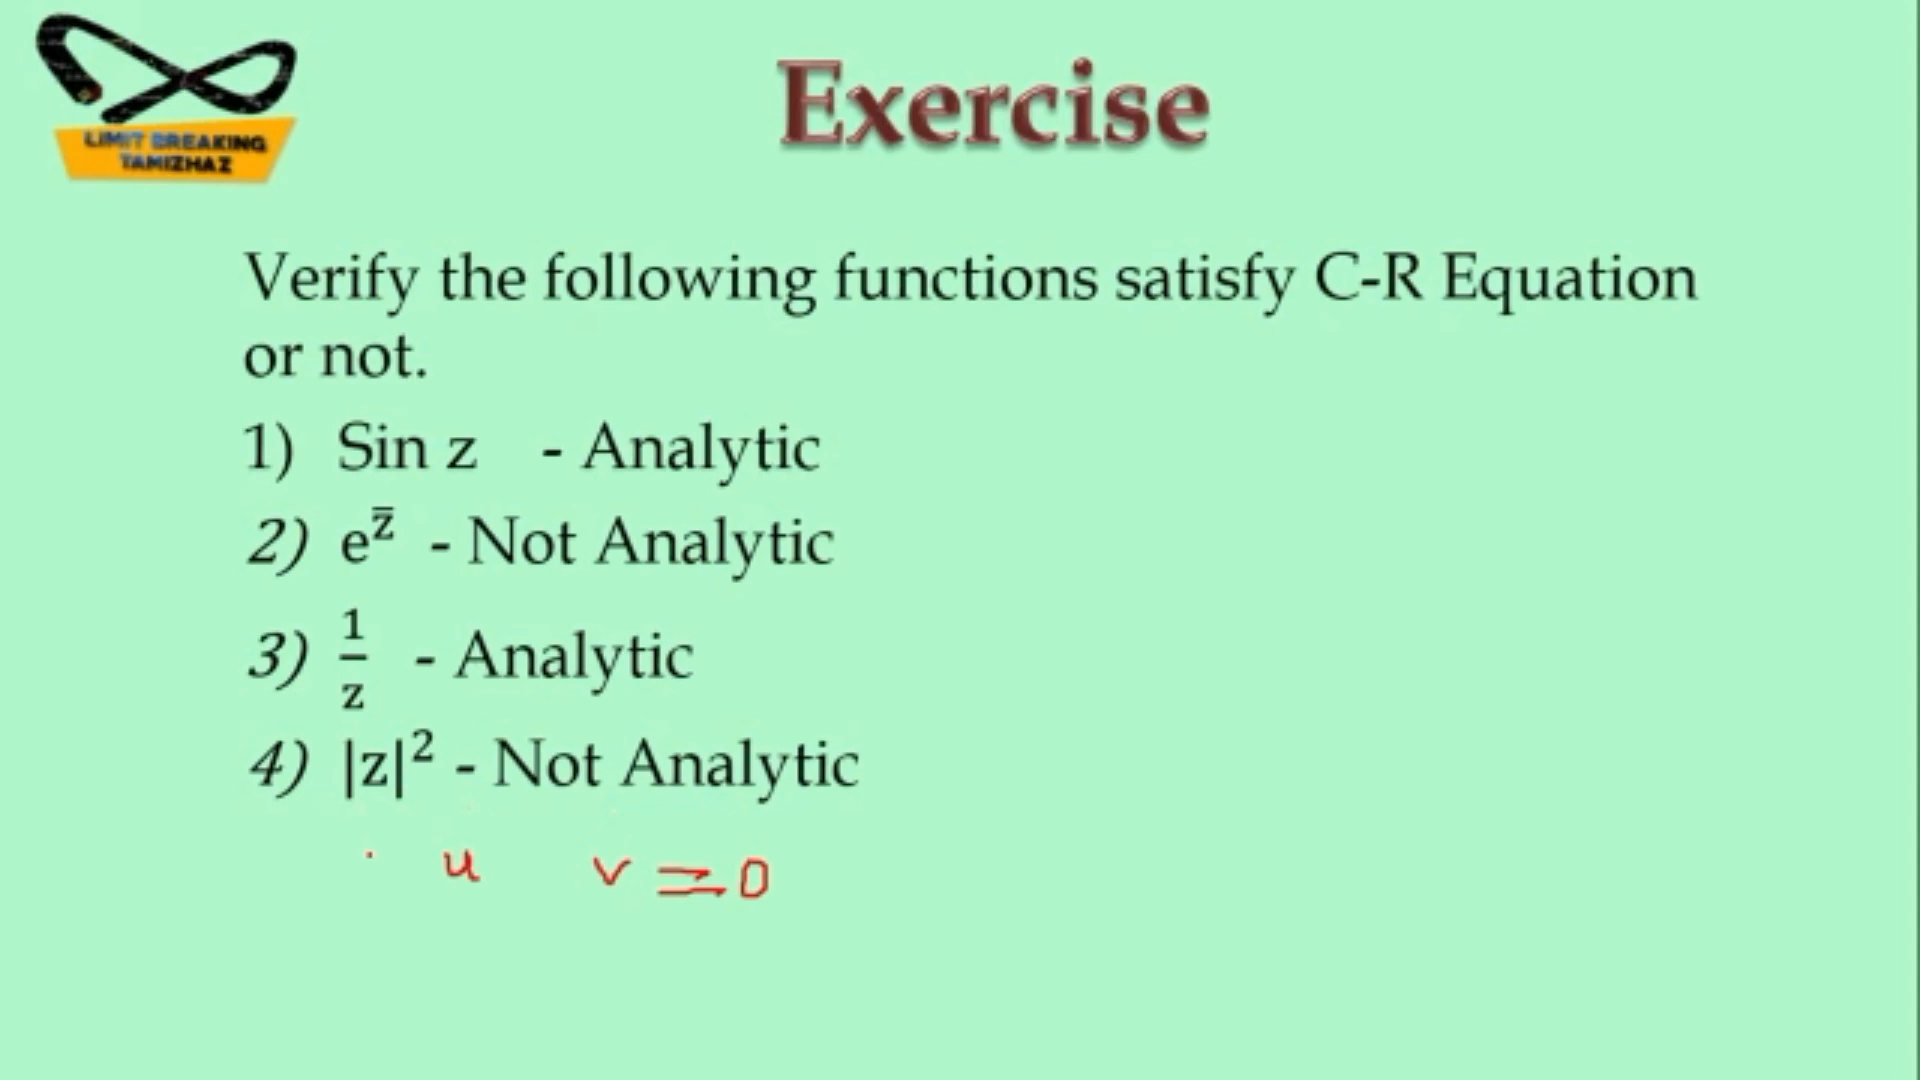 LIMIT BREAKING
TAMIZHAZ
Exercise
Verify the following functions satisfy C-R Equation
or not.
1) Sin z - Analytic
2) e^z̅ - Not Analytic
3) 1/z - Analytic
4) |z|² - Not Analytic
u v = 0